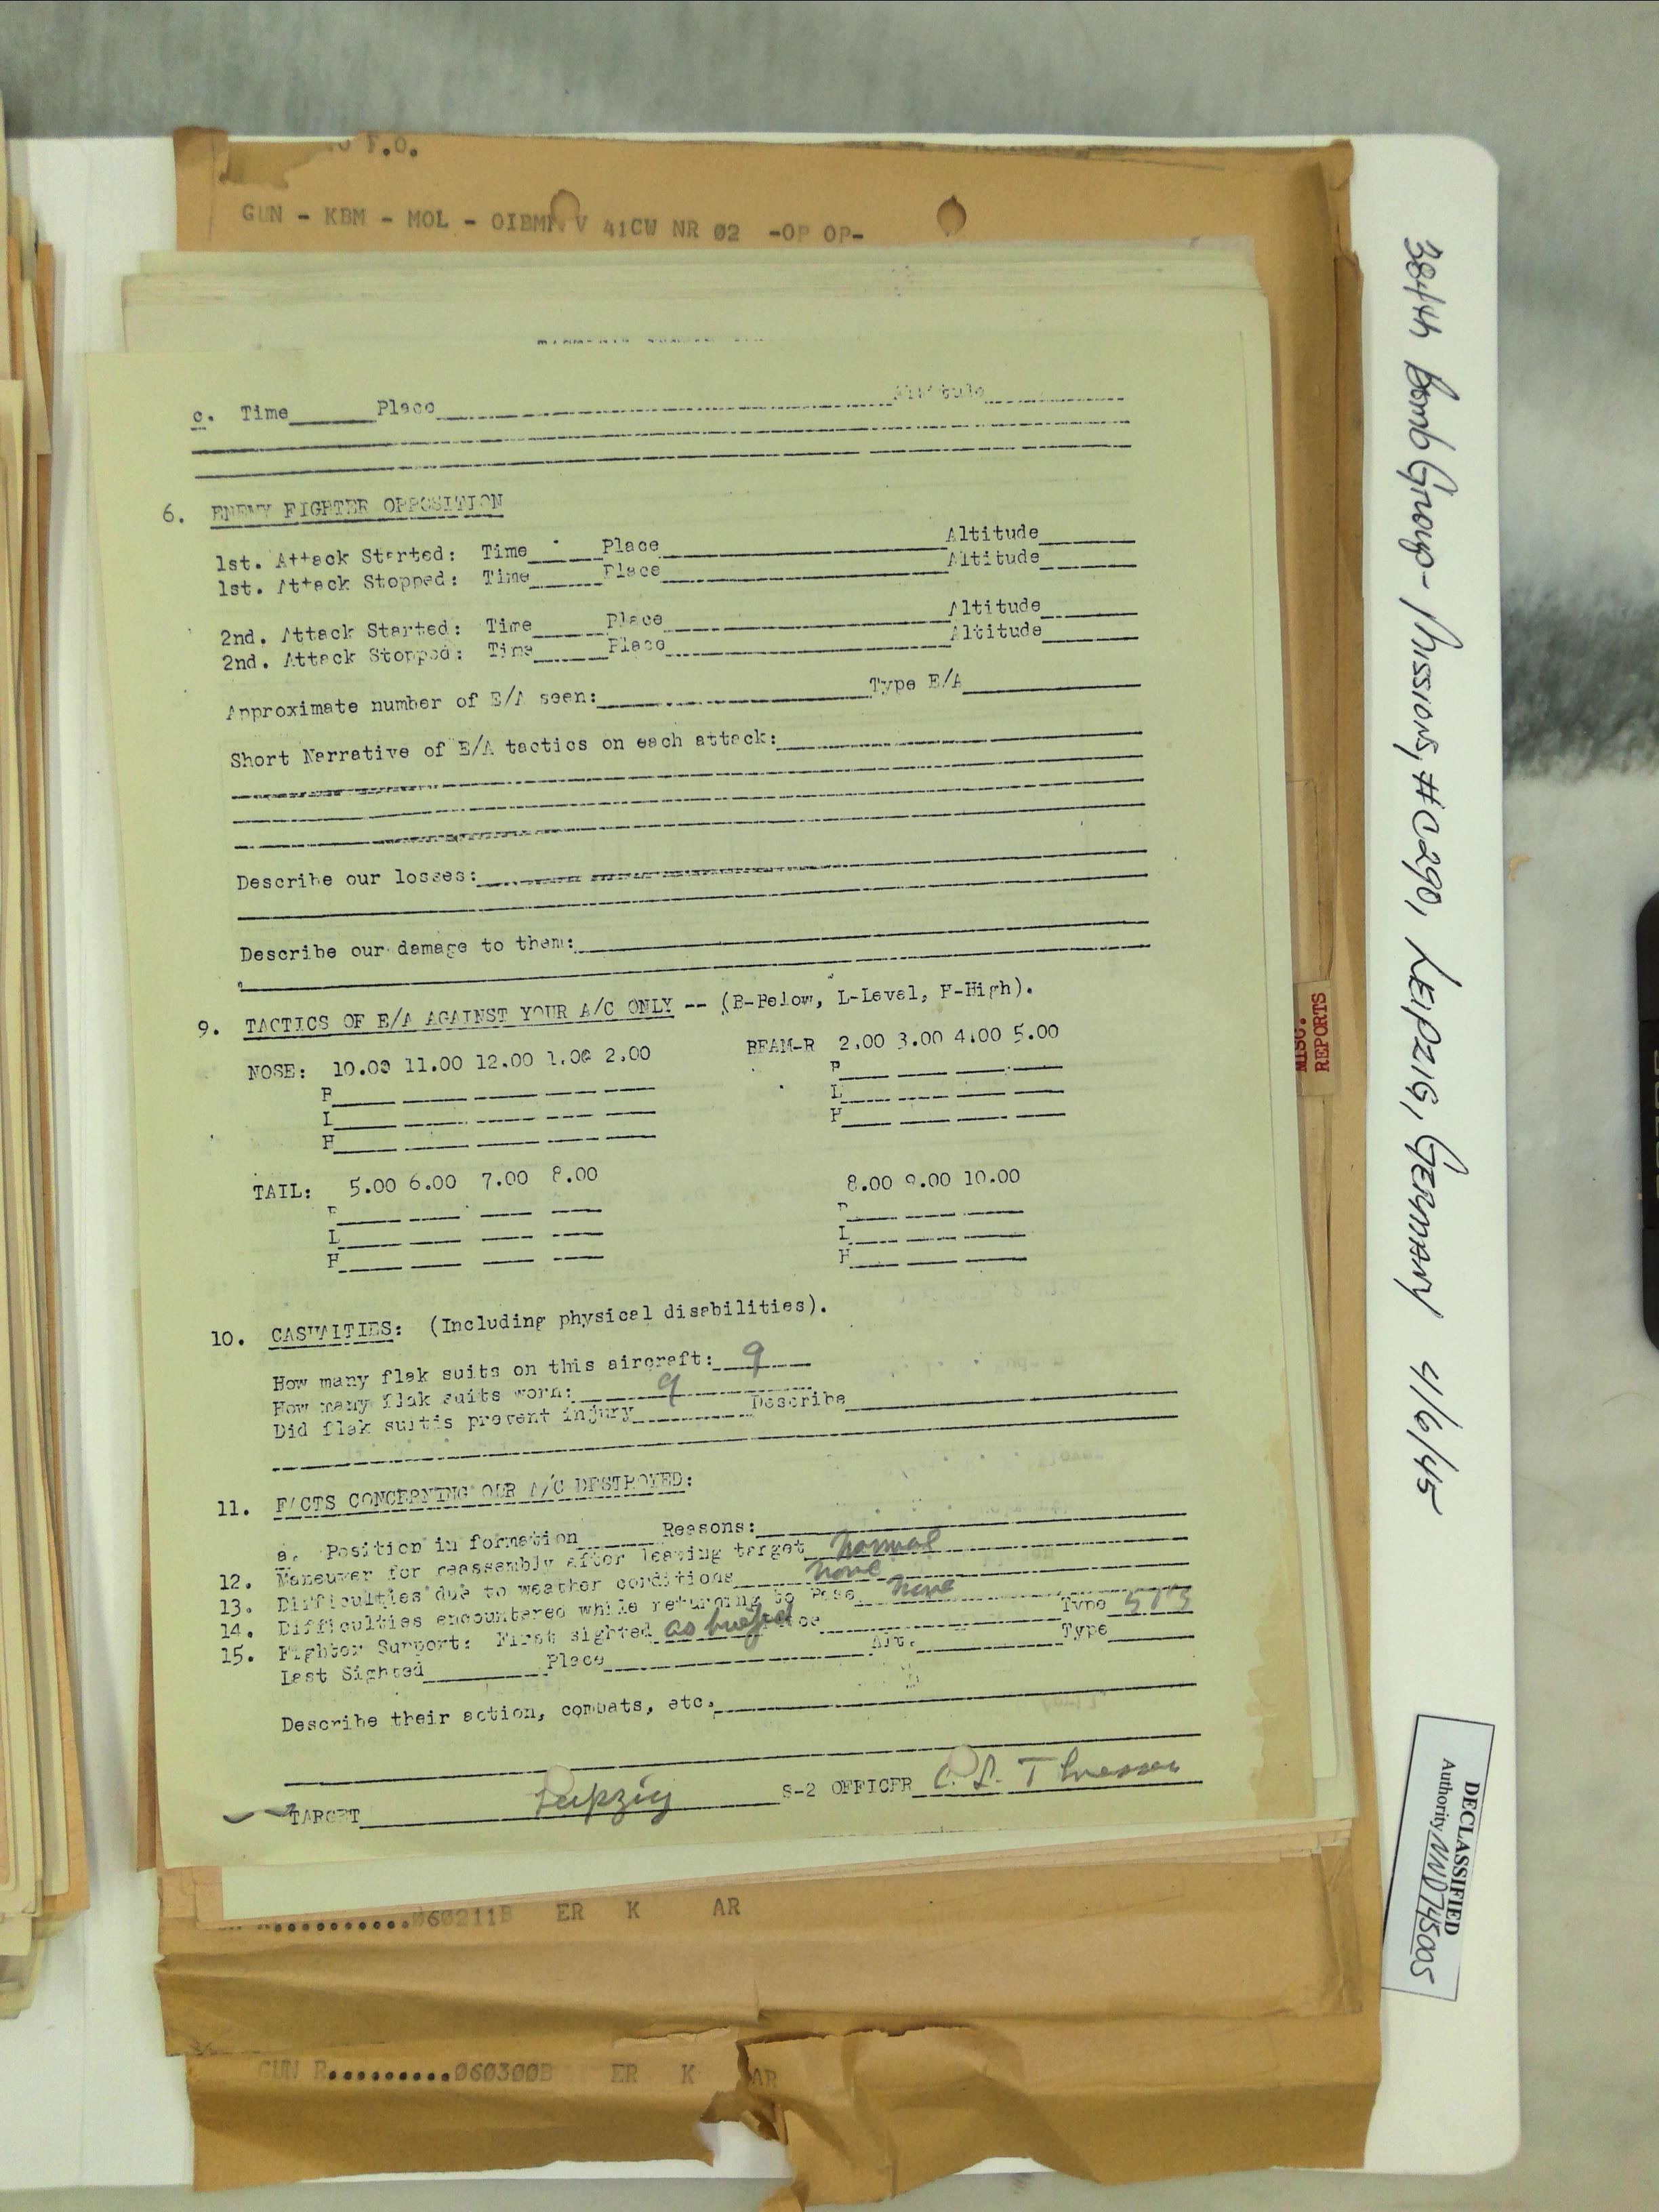 F.O.
GUN - KBM - MOL - OIBMN V 41CW NR 02 -OP OP-
c. Time Place Altitude
6. ENEMY FIGHTER OPPOSITION
1st. Attack Started: Time Place Altitude
1st. Attack Stopped: Time Place Altitude
2nd. Attack Started: Time Place Altitude
2nd. Attack Stopped: Time Place Altitude
Approximate number of E/A seen: Type E/A
Short Narrative of E/A tactics on each attack:
Describe our losses:
Describe our damage to them:
9. TACTICS OF E/A AGAINST YOUR A/C ONLY -- (B-Below, L-Level, H-High).
NOSE: 10.00 11.00 12.00 1.00 2.00 BEAM-R 2.00 3.00 4.00 5.00
B B
L L
H H
TAIL: 5.00 6.00 7.00 8.00 8.00 9.00 10.00
B B
L L
H H
10. CASUALTIES: (Including physical disabilities).
How many flak suits on this aircraft: 9
How many flak suits worn: 9
Did flak suits prevent injury Describe
11. FACTS CONCERNING OUR A/C DESTROYED:
a. Position in formation Reasons:
12. Maneuver for reassembly after leaving target Normal
13. Difficulties due to weather conditions None
14. Difficulties encountered while returning to Base None
15. Fighter Support: First sighted as briefed Type 51's
Last Sighted Place Alt. Type
Describe their action, combats, etc.
TARGET Leipzig S-2 OFFICER
060211B ER K AR
GUN R..........060300B ER K AR
MISC. REPORTS
384th Bomb Group - Missions, #C290, LEIPZIG, GERMANY 4/6/45
DECLASSIFIED
Authority NND745005